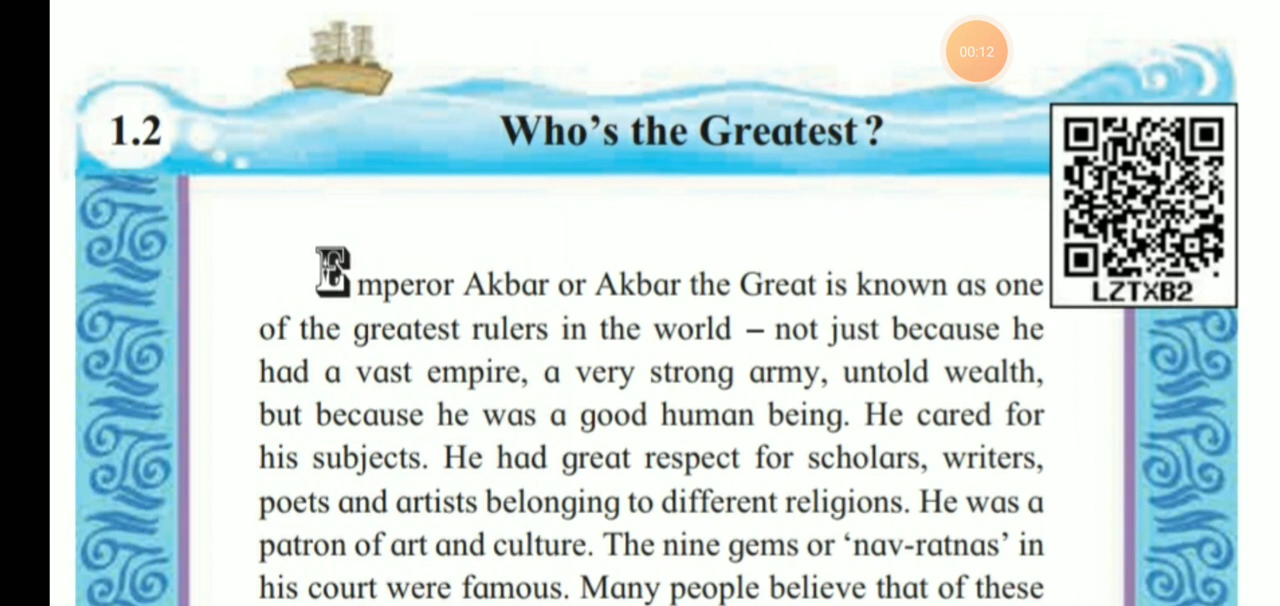 00:12
1.2
Who's the Greatest?
LZTXB2
Emperor Akbar or Akbar the Great is known as one
of the greatest rulers in the world – not just because he
had a vast empire, a very strong army, untold wealth,
but because he was a good human being. He cared for
his subjects. He had great respect for scholars, writers,
poets and artists belonging to different religions. He was a
patron of art and culture. The nine gems or ‘nav-ratnas’ in
his court were famous. Many people believe that of these